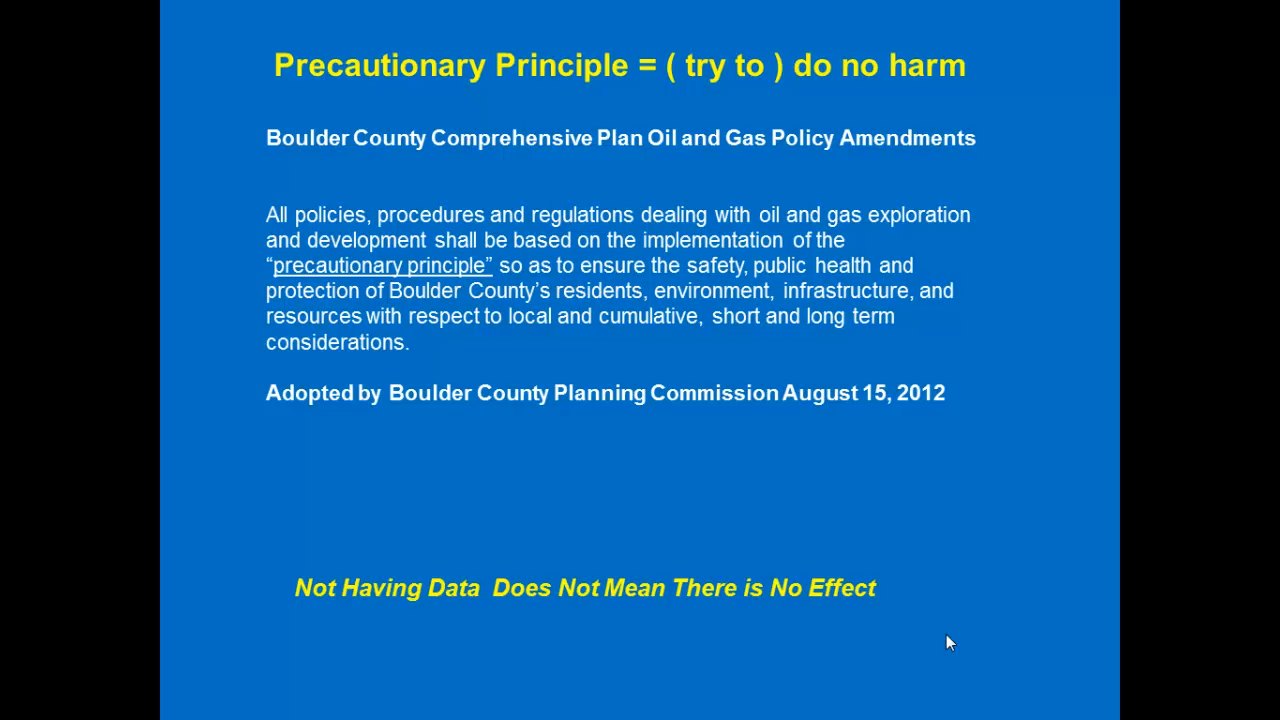 Precautionary Principle = ( try to ) do no harm
Boulder County Comprehensive Plan Oil and Gas Policy Amendments
All policies, procedures and regulations dealing with oil and gas exploration
and development shall be based on the implementation of the
“precautionary principle” so as to ensure the safety, public health and
protection of Boulder County’s residents, environment, infrastructure, and
resources with respect to local and cumulative, short and long term
considerations.
Adopted by Boulder County Planning Commission August 15, 2012
Not Having Data Does Not Mean There is No Effect